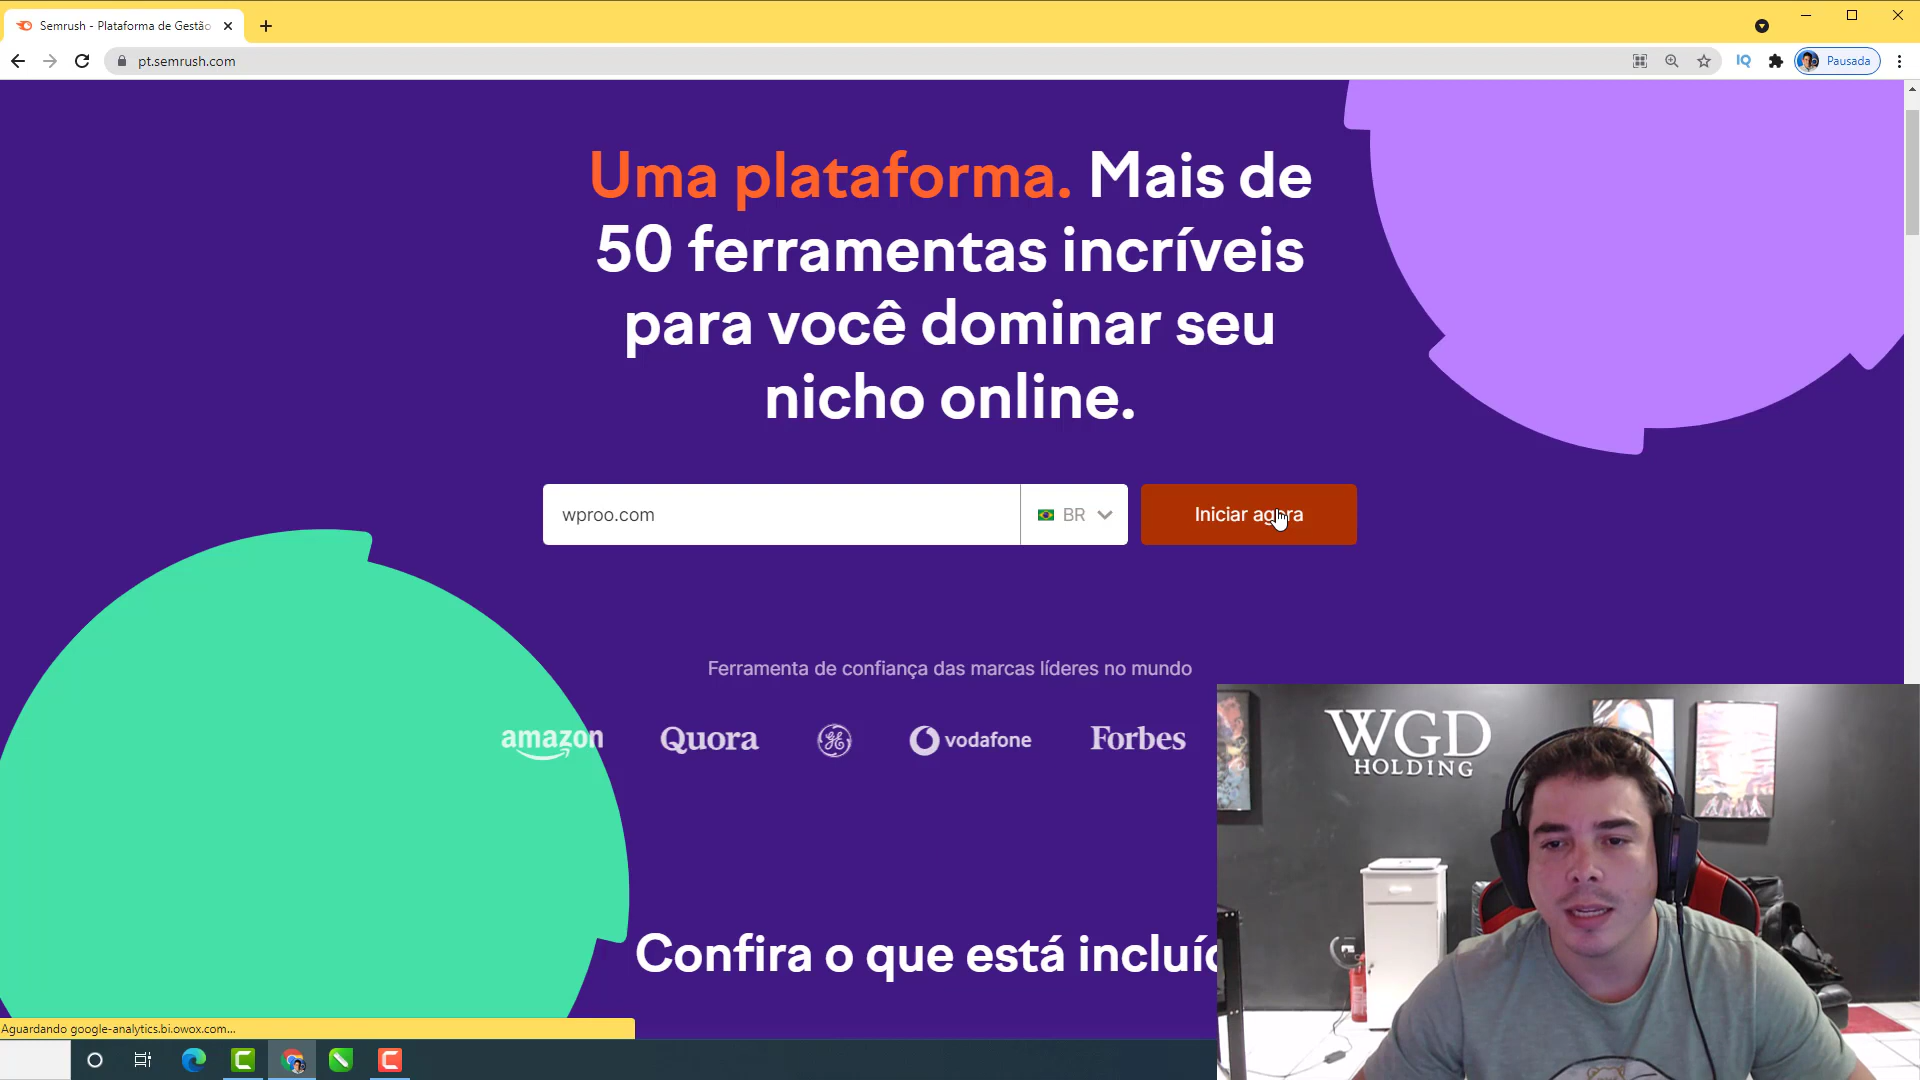 Semrush - Plataforma de Gestão
pt.semrush.com
IQ
Pausada
Uma plataforma. Mais de
50 ferramentas incríveis
para você dominar seu
nicho online.
wproo.com
BR
Iniciar agora
Ferramenta de confiança das marcas líderes no mundo
amazon
Quora
GE
vodafone
Forbes
WGD
HOLDING
Confira o que está incluíd
Aguardando google-analytics.bi.owox.com...